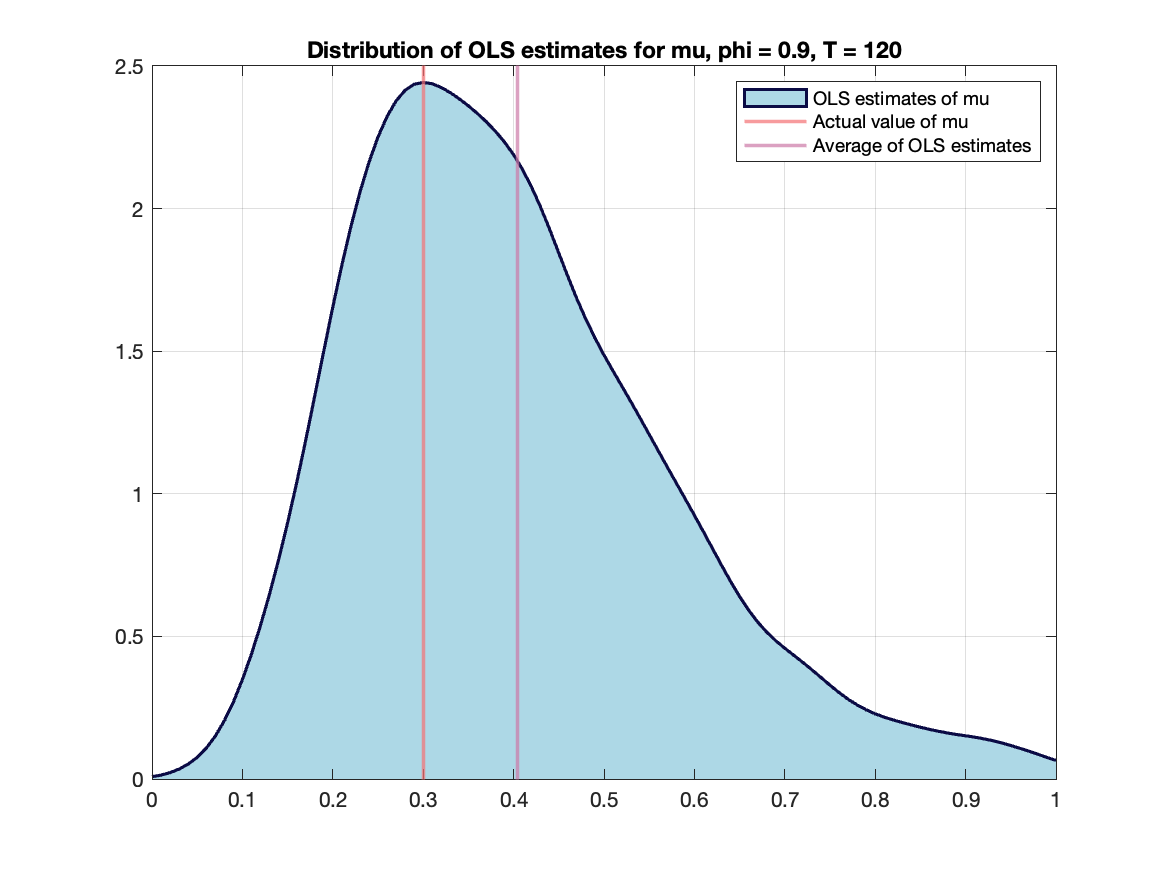 Distribution of OLS estimates for mu, phi = 0.9, T = 120
OLS estimates of mu
Actual value of mu
Average of OLS estimates
2.5
2
1.5
1
0.5
0
0 0.1 0.2 0.3 0.4 0.5 0.6 0.7 0.8 0.9 1